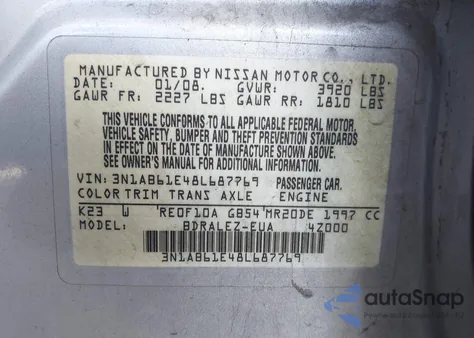 MANUFACTURED BY NISSAN MOTOR CO., LTD.
DATE 01/08. GVWR: 3920 LBS
GAWR FR: 2227 LBS GAWR RR: 1810 LBS
THIS VEHICLE CONFORMS TO ALL APPLICABLE FEDERAL MOTOR
VEHICLE SAFETY, BUMPER AND THEFT PREVENTION STANDARDS
IN EFFECT ON THE DATE OF MANUFACTURE SHOWN ABOVE.
SEE OWNER'S MANUAL FOR ADDITIONAL INFORMATION.
VIN: 3N1AB61E48L687769 PASSENGER CAR.
COLOR TRIM TRANS AXLE ENGINE
K23 W RE0F10A GB54 MR20DE 1997 CC
MODEL: BDRALEZ-EUA 4Z000
3N1AB61E48L687769
autoSnap